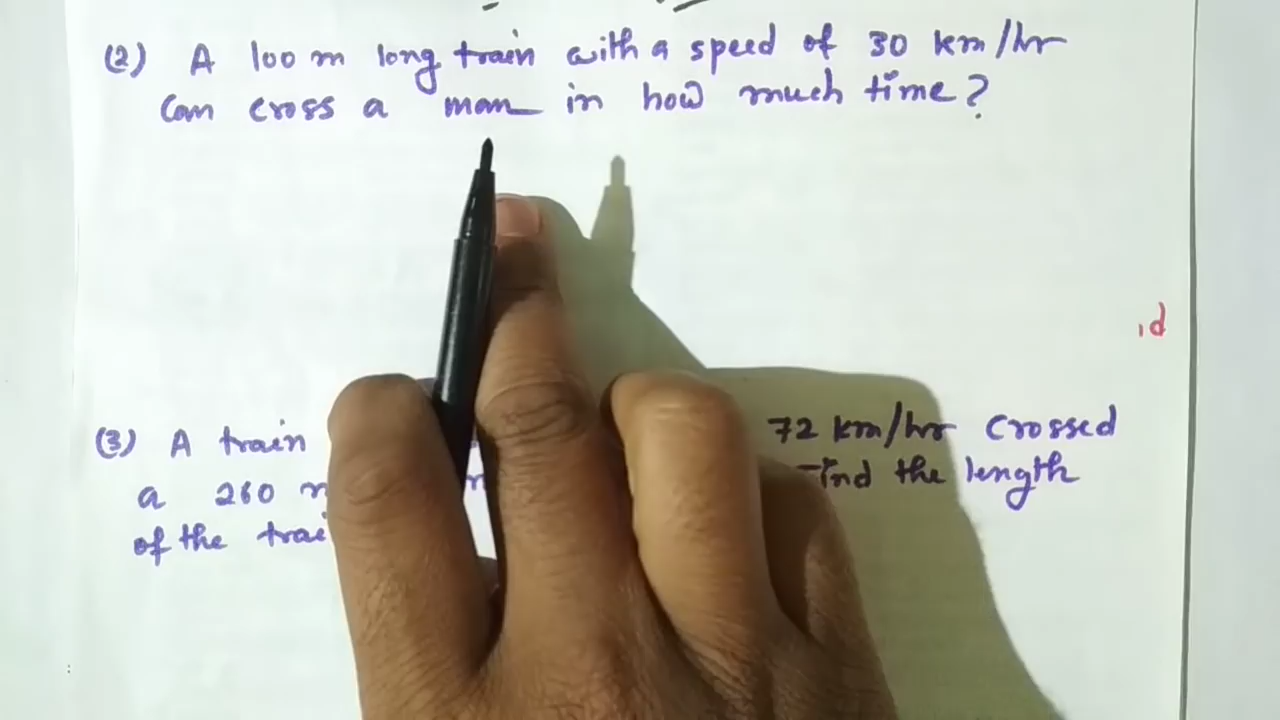 (2) A 100 m long train with a speed of 30 km/hr
Can cross a man in how much time?
(3) A train 72 km/hr crossed
a 260 the length
of the